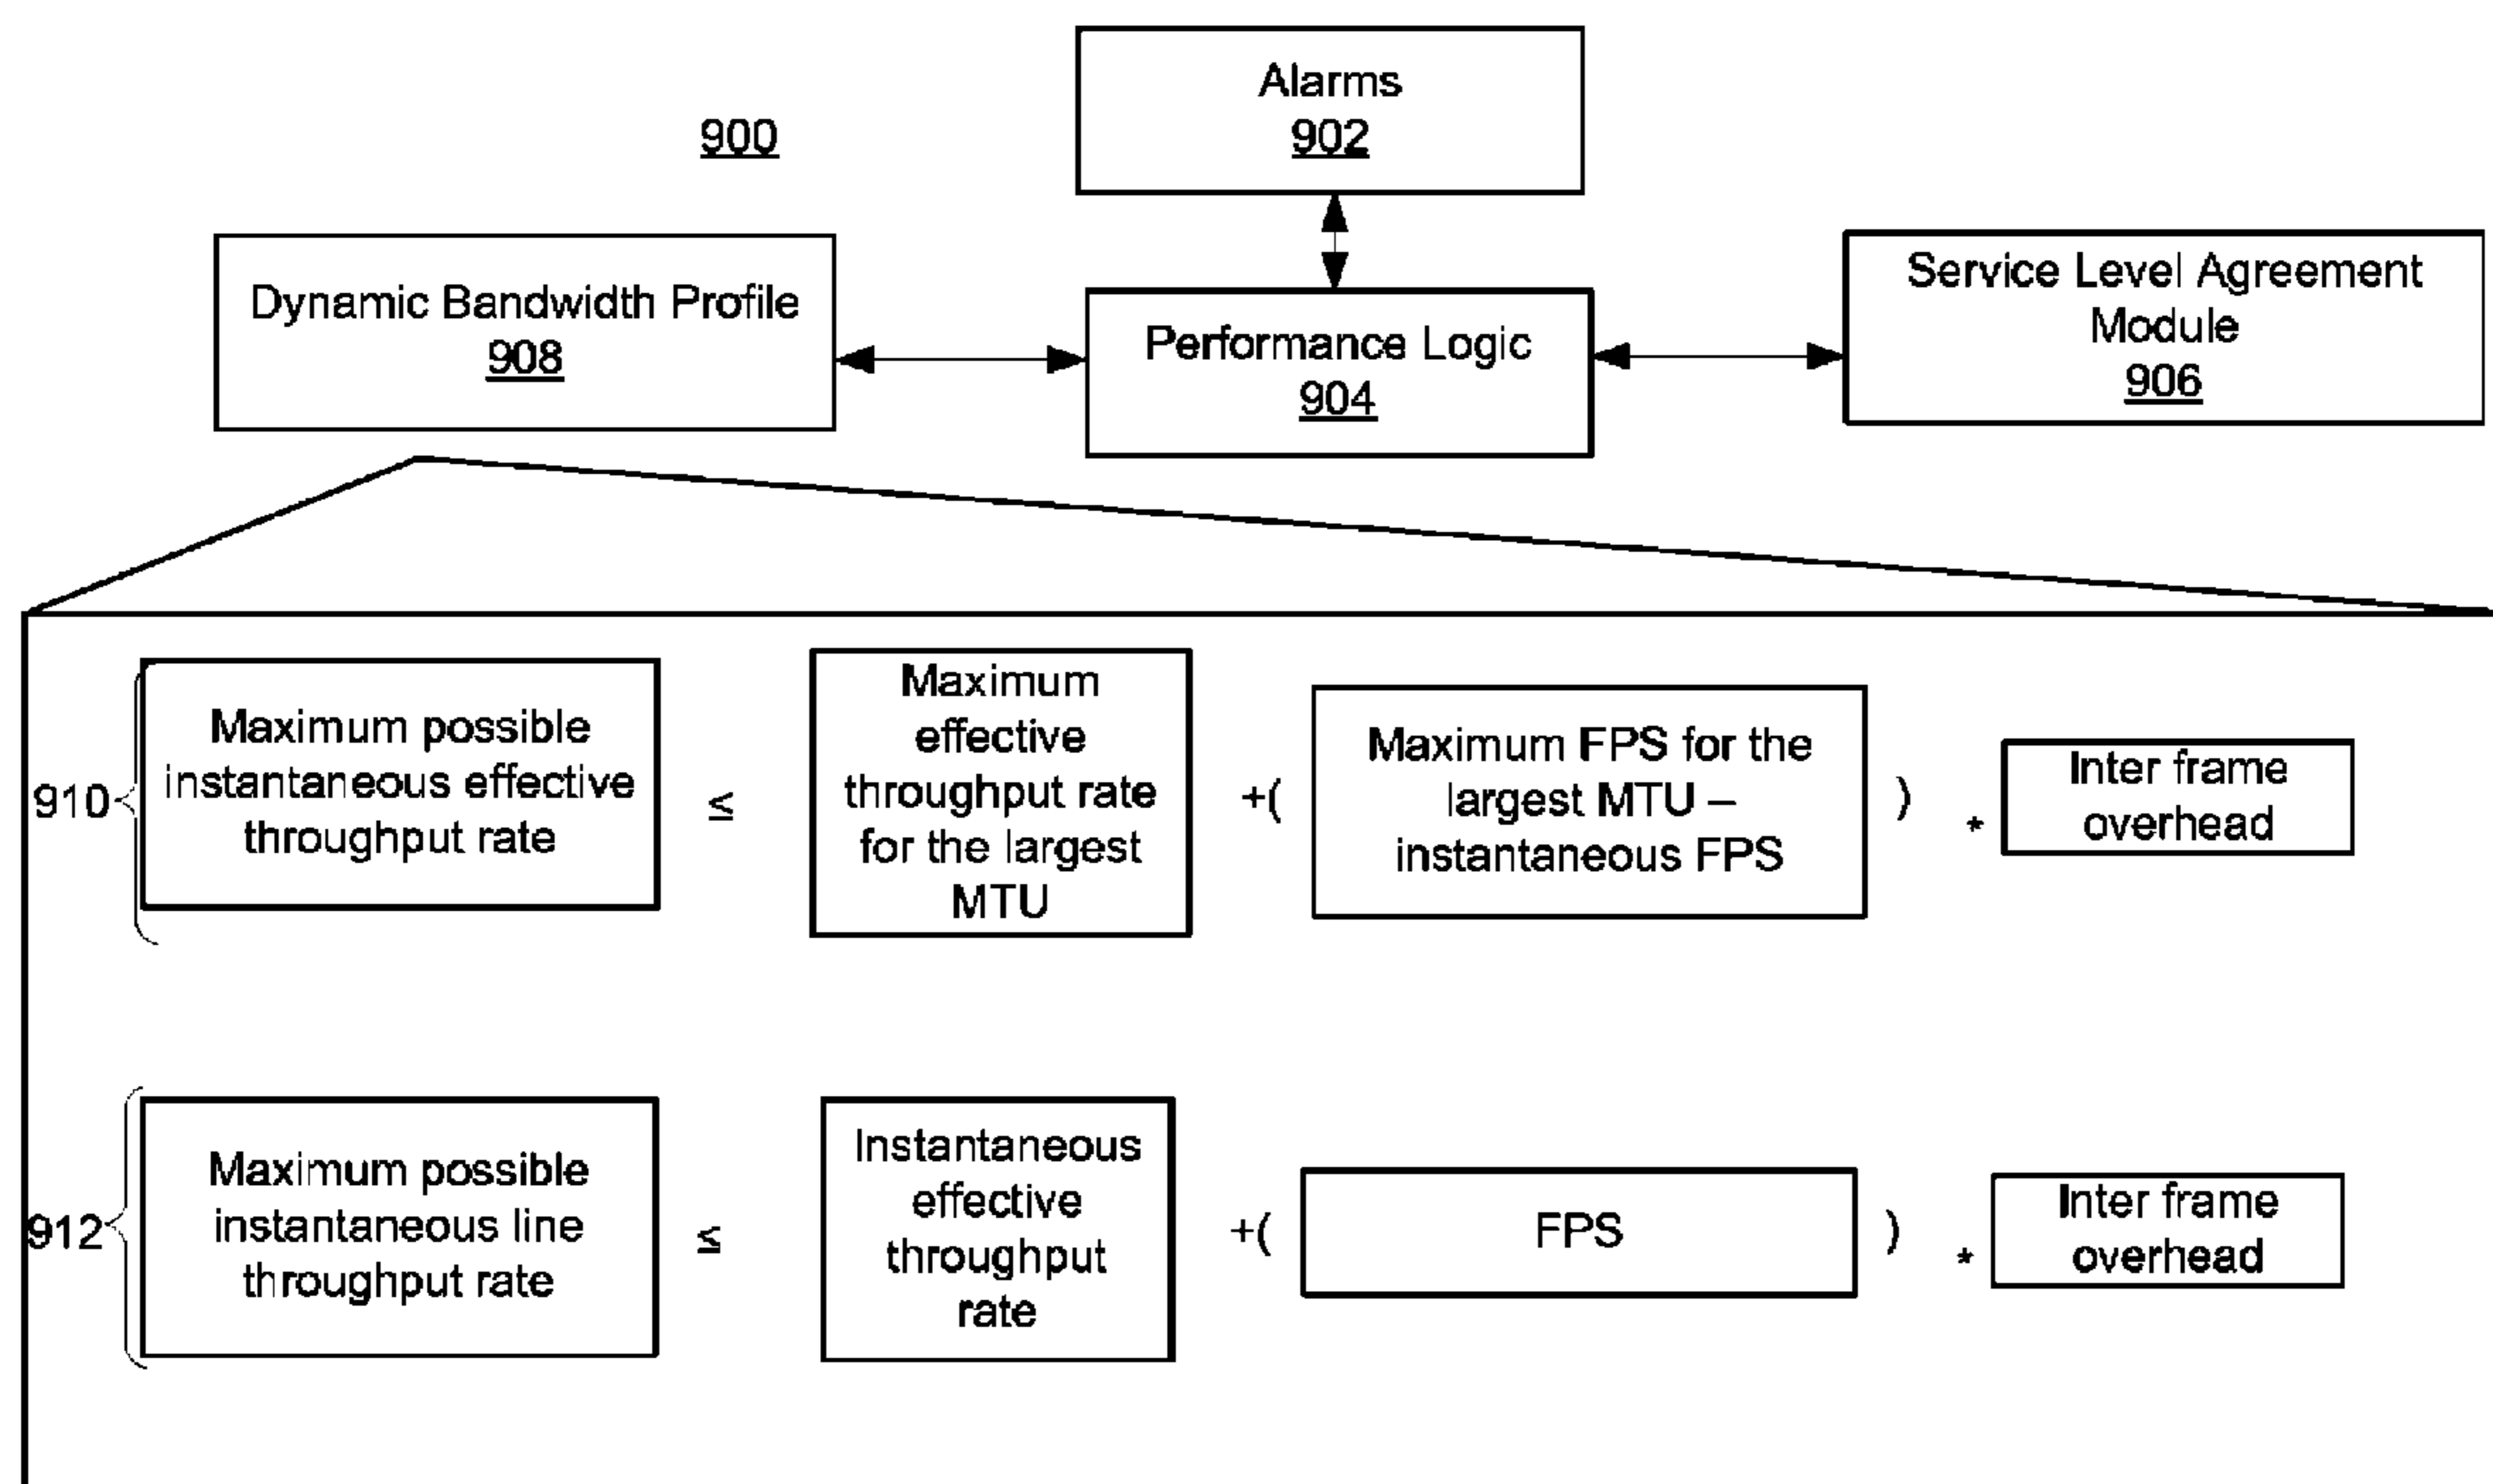 Alarms
902
900
Dynamic Bandwidth Profile
908
Performance Logic
904
Service Level Agreement
Module
906
910
Maximum possible
instantaneous effective
throughput rate
≤
Maximum
effective
throughput rate
for the largest
MTU
+(
Maximum FPS for the
largest MTU –
instantaneous FPS
)
*
Inter frame
overhead
912
Maximum possible
instantaneous line
throughput rate
≤
Instantaneous
effective
throughput
rate
+(
FPS
)
*
Inter frame
overhead